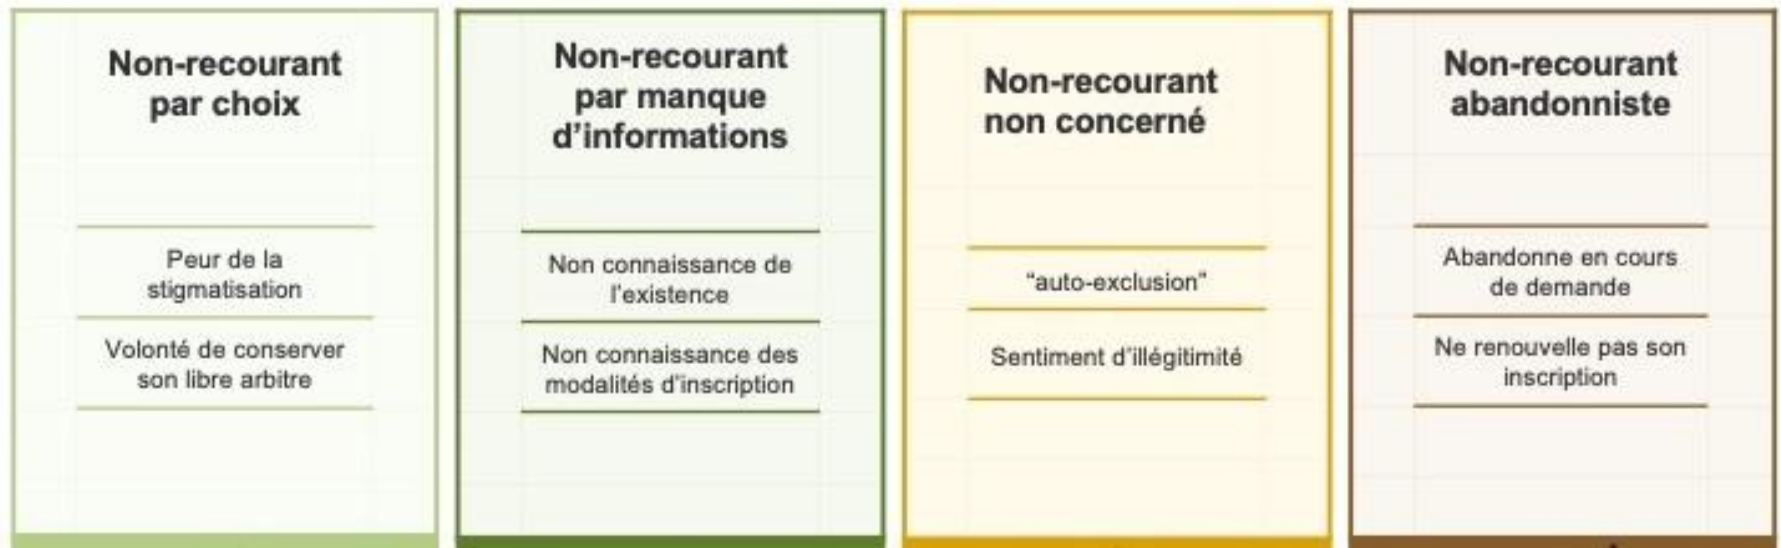 Non-recourant
par choix
Peur de la
stigmatisation
Volonté de conserver
son libre arbitre
Non-recourant
par manque
d'informations
Non connaissance de
l'existence
Non connaissance des
modalités d'inscription
Non-recourant
non concerné
"auto-exclusion"
Sentiment d'illégitimité
Non-recourant
abandonniste
Abandonne en cours
de demande
Ne renouvelle pas son
inscription